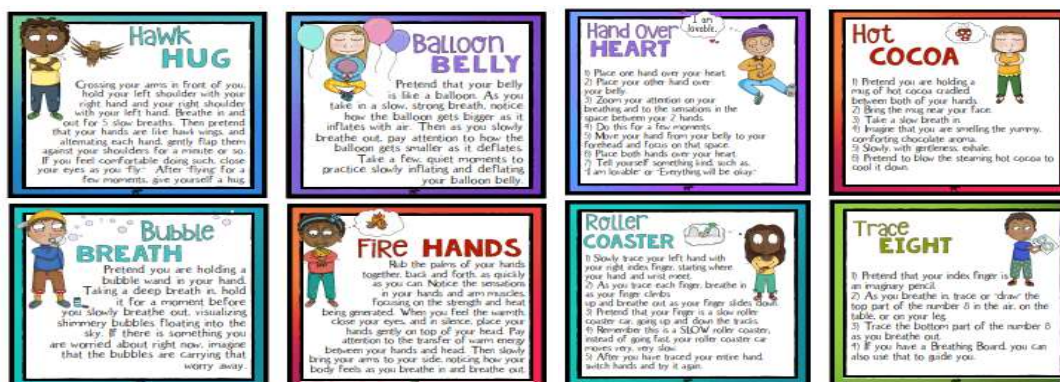 Hawk
HUG
Crossing your arms in front of you,
hold your left shoulder with your
right hand and your right shoulder
with your left hand. Breathe in and
out for 5 slow breaths. Then pretend
that your hands are like hawk wings, and
alternating each hand, gently flap them
against your shoulders for a minute or so.
If you feel comfortable doing such, close
your eyes as you "fly." After "flying" for a
few moments, give yourself a hug.
Balloon
BELLY
Pretend that your belly
is like a balloon. As you
take in a slow, strong breath, notice
how the balloon gets bigger as it
inflates with air. Then as you slowly
breathe out, pay attention to how the
balloon gets smaller as it deflates.
Take a few, quiet moments to
practice slowly inflating and deflating
your balloon belly.
Hand Over
HEART
I am
lovable.
1) Place one hand over your heart.
2) Place your other hand over
your belly.
3) Zoom your attention on your
breathing and to the sensations in the
space between your 2 hands.
4) Do this for a few moments.
5) Move your hand from your belly to your
forehead and focus on that space.
6) Place both hands over your heart.
7) Tell yourself something kind, such as,
"I am lovable" or "Everything will be okay."
Hot
COCOA
1) Pretend you are holding a
mug of hot cocoa cradled
between both of your hands.
2) Bring the mug near your face.
3) Take a slow breath in.
4) Imagine that you are smelling the yummy,
comforting chocolate aroma.
5) Slowly, with gentleness, exhale.
6) Pretend to blow the steaming hot cocoa to
cool it down.
Bubble
BREATH
Pretend you are holding a
bubble wand in your hand.
Taking a deep breath in, hold
it for a moment before
you slowly breathe out, visualizing
shimmery bubbles floating into the
sky. If there is something you
are worried about right now, imagine
that the bubbles are carrying that
worry away.
FIRE HANDS
Rub the palms of your hands
together, back and forth, as quickly
as you can. Notice the sensations
in your hands and arm muscles,
focusing on the strength and heat
being generated. When you feel the warmth,
close your eyes, and in silence, place your
hands gently on top of your head. Pay
attention to the transfer of warm energy
between your hands and head. Then slowly
bring your arms to your side, noticing how your
body feels as you breathe in and breathe out.
Roller
COASTER
1) Slowly trace your left hand with
your right index finger, starting where
your hand and wrist meet.
2) As you trace each finger, breathe in
as your finger climbs
up and breathe out as your finger slides down.
3) Pretend that your finger is a slow roller
coaster car, going up and down the tracks.
4) Remember this is a SLOW roller coaster;
instead of going fast, your roller coaster car
moves very, very slow.
5) After you have traced your entire hand,
switch hands and try it again.
Trace
EIGHT
1) Pretend that your index finger is
an imaginary pencil.
2) As you breathe in, trace or "draw" the
top part of the number 8 in the air, on the
table, or on your leg.
3) Trace the bottom part of the number 8
as you breathe out.
4) If you have a Breathing Board, you can
also use that to guide you.